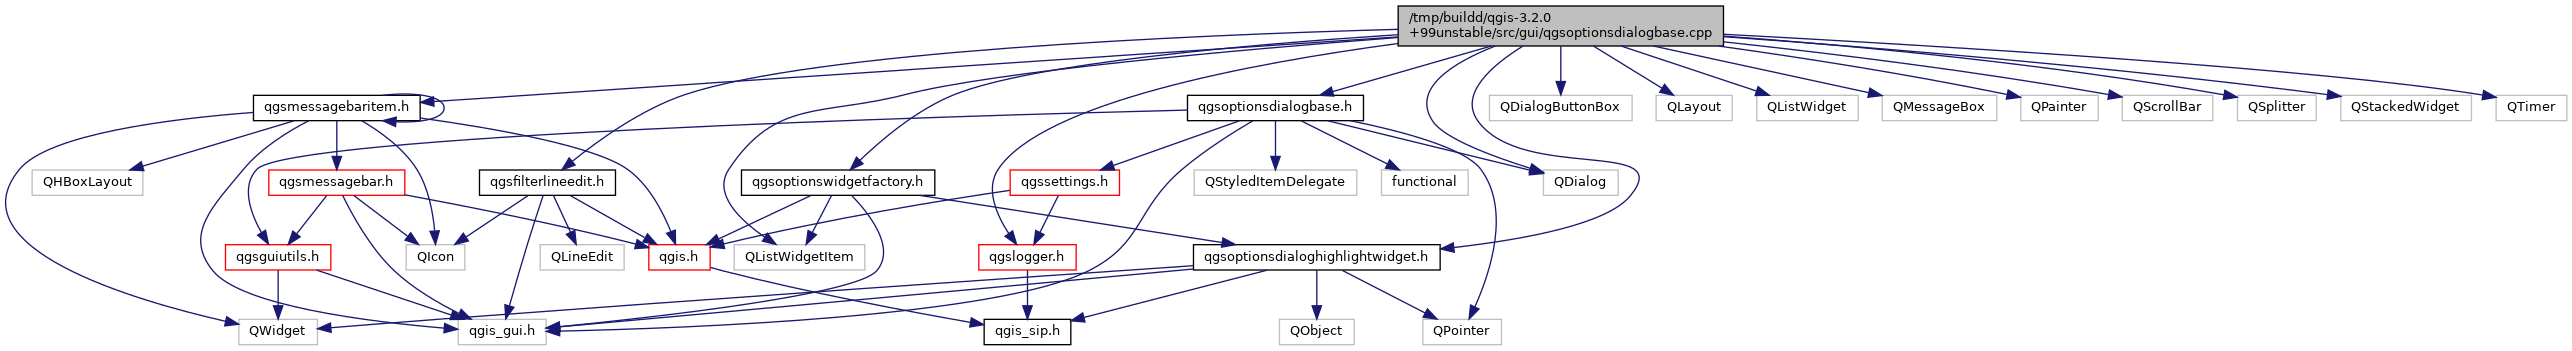 /tmp/buildd/qgis-3.2.0
+99unstable/src/gui/qgsoptionsdialogbase.cpp
qgsmessagebaritem.h
qgsoptionsdialogbase.h
QDialogButtonBox
QLayout
QListWidget
QMessageBox
QPainter
QScrollBar
QSplitter
QStackedWidget
QTimer
QHBoxLayout
qgsmessagebar.h
qgsfilterlineedit.h
qgsoptionswidgetfactory.h
qgssettings.h
QStyledItemDelegate
functional
QDialog
qgsguiutils.h
QIcon
QLineEdit
qgis.h
QListWidgetItem
qgslogger.h
qgsoptionsdialoghighlightwidget.h
QWidget
qgis_gui.h
qgis_sip.h
QObject
QPointer